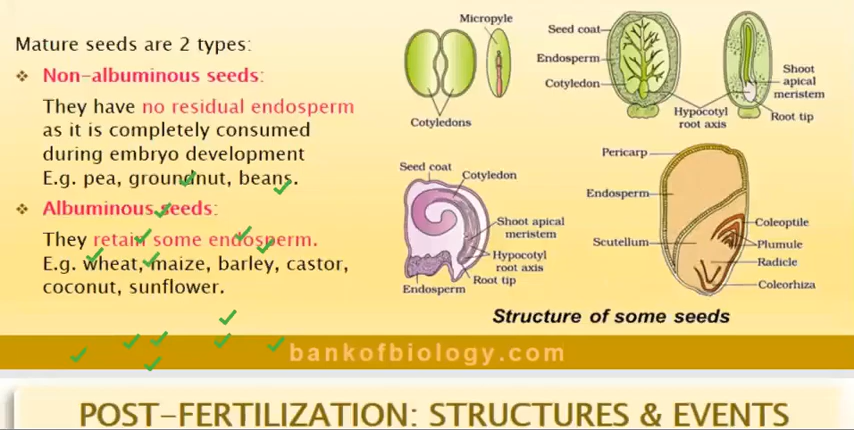 Mature seeds are 2 types:
❖ Non-albuminous seeds:
They have no residual endosperm
as it is completely consumed
during embryo development
E.g. pea, groundnut, beans.
❖ Albuminous seeds:
They retain some endosperm.
E.g. wheat, maize, barley, castor,
coconut, sunflower.
Micropyle
Cotyledons
Seed coat
Endosperm
Cotyledon
Shoot
apical
meristem
Hypocotyl
root axis
Root tip
Seed coat
Cotyledon
Shoot apical
meristem
Hypocotyl
root axis
Root tip
Endosperm
Pericarp
Endosperm
Scutellum
Coleoptile
Plumule
Radicle
Coleorhiza
Structure of some seeds
bankofbiology.com
POST-FERTILIZATION: STRUCTURES & EVENTS